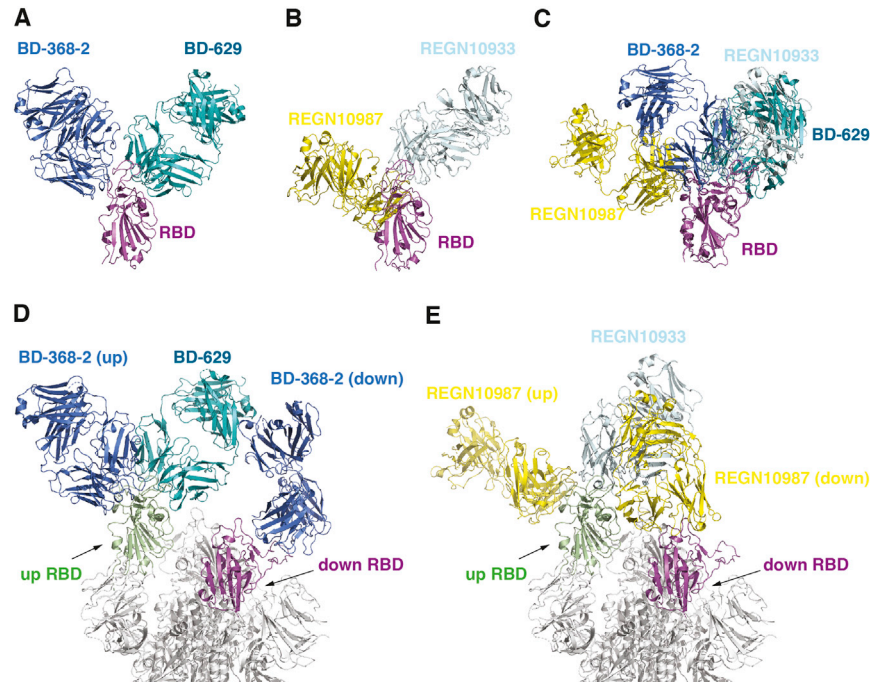 A
BD-368-2
BD-629
RBD
B
REGN10933
REGN10987
RBD
C
BD-368-2
REGN10933
BD-629
REGN10987
RBD
D
BD-368-2 (up)
BD-629
BD-368-2 (down)
up RBD
down RBD
E
REGN10933
REGN10987 (up)
REGN10987 (down)
up RBD
down RBD